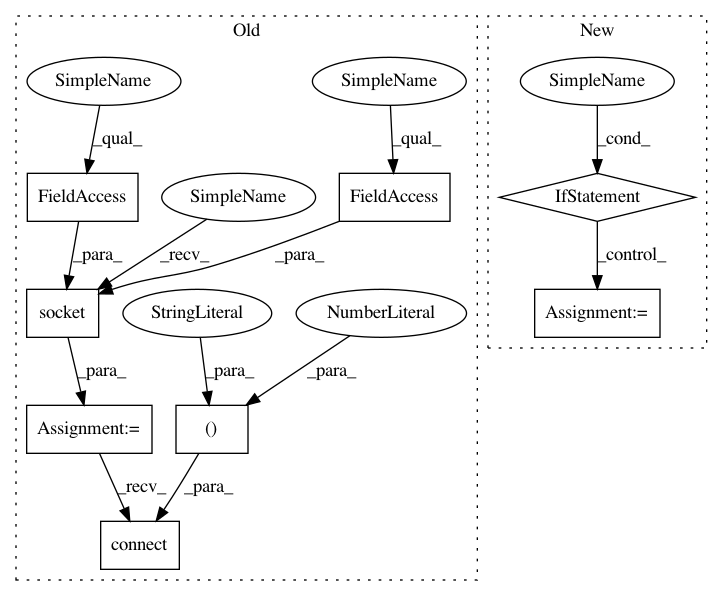 Old
New
SimpleName
SimpleName
SimpleName
_qual_
_qual_
_cond_
FieldAccess
SimpleName
FieldAccess
IfStatement
_para_
_recv_
_para_
_control_
socket
StringLiteral
NumberLiteral
Assignment:=
_para_
_para_
_para_
Assignment:=
()
_recv_
_para_
connect